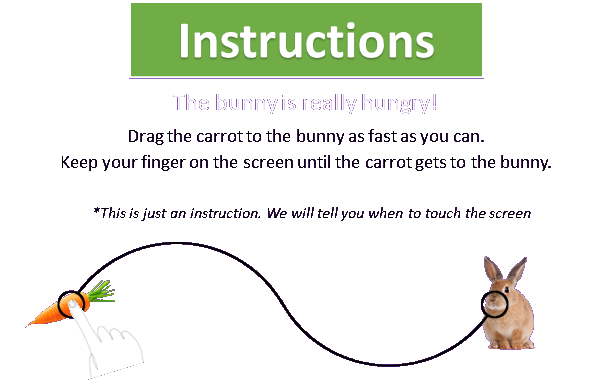 Instructions
The bunny is really hungry!
Drag the carrot to the bunny as fast as you can.
Keep your finger on the screen until the carrot gets to the bunny.
*This is just an instruction. We will tell you when to touch the screen